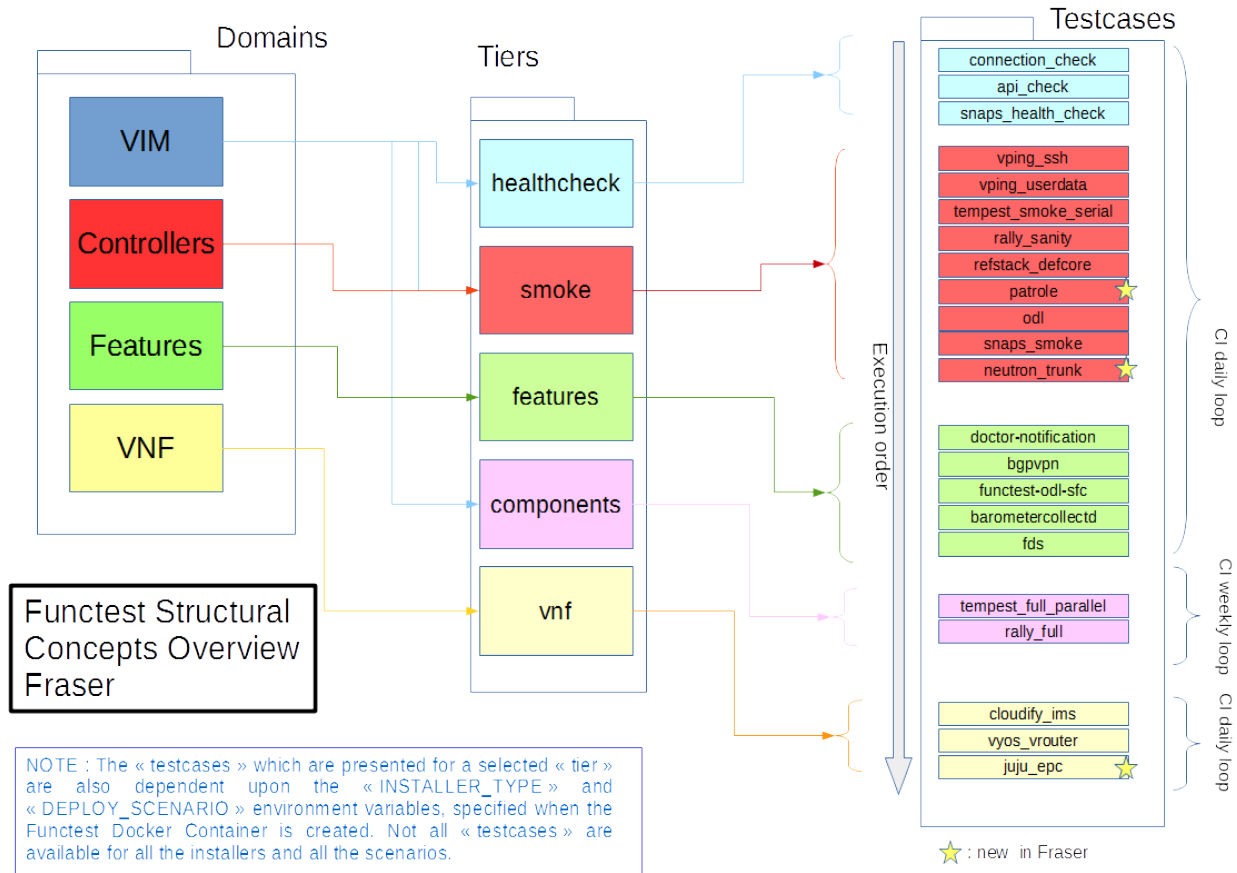 Domains
VIM
Controllers
Features
VNF
Tiers
healthcheck
smoke
features
components
vnf
Execution order
Testcases
connection_check
api_check
snaps_health_check
vping_ssh
vping_userdata
tempest_smoke_serial
rally_sanity
refstack_defcore
patrole
odl
snaps_smoke
neutron_trunk
doctor-notification
bgpvpn
functest-odl-sfc
barometercollectd
fds
tempest_full_parallel
rally_full
cloudify_ims
vyos_vrouter
juju_epc
CI daily loop
CI weekly loop
CI daily loop
: new in Fraser
Functest Structural
Concepts Overview
Fraser
NOTE : The « testcases » which are presented for a selected « tier »
are also dependent upon the « INSTALLER_TYPE » and
« DEPLOY_SCENARIO » environment variables, specified when the
Functest Docker Container is created. Not all « testcases » are
available for all the installers and all the scenarios.